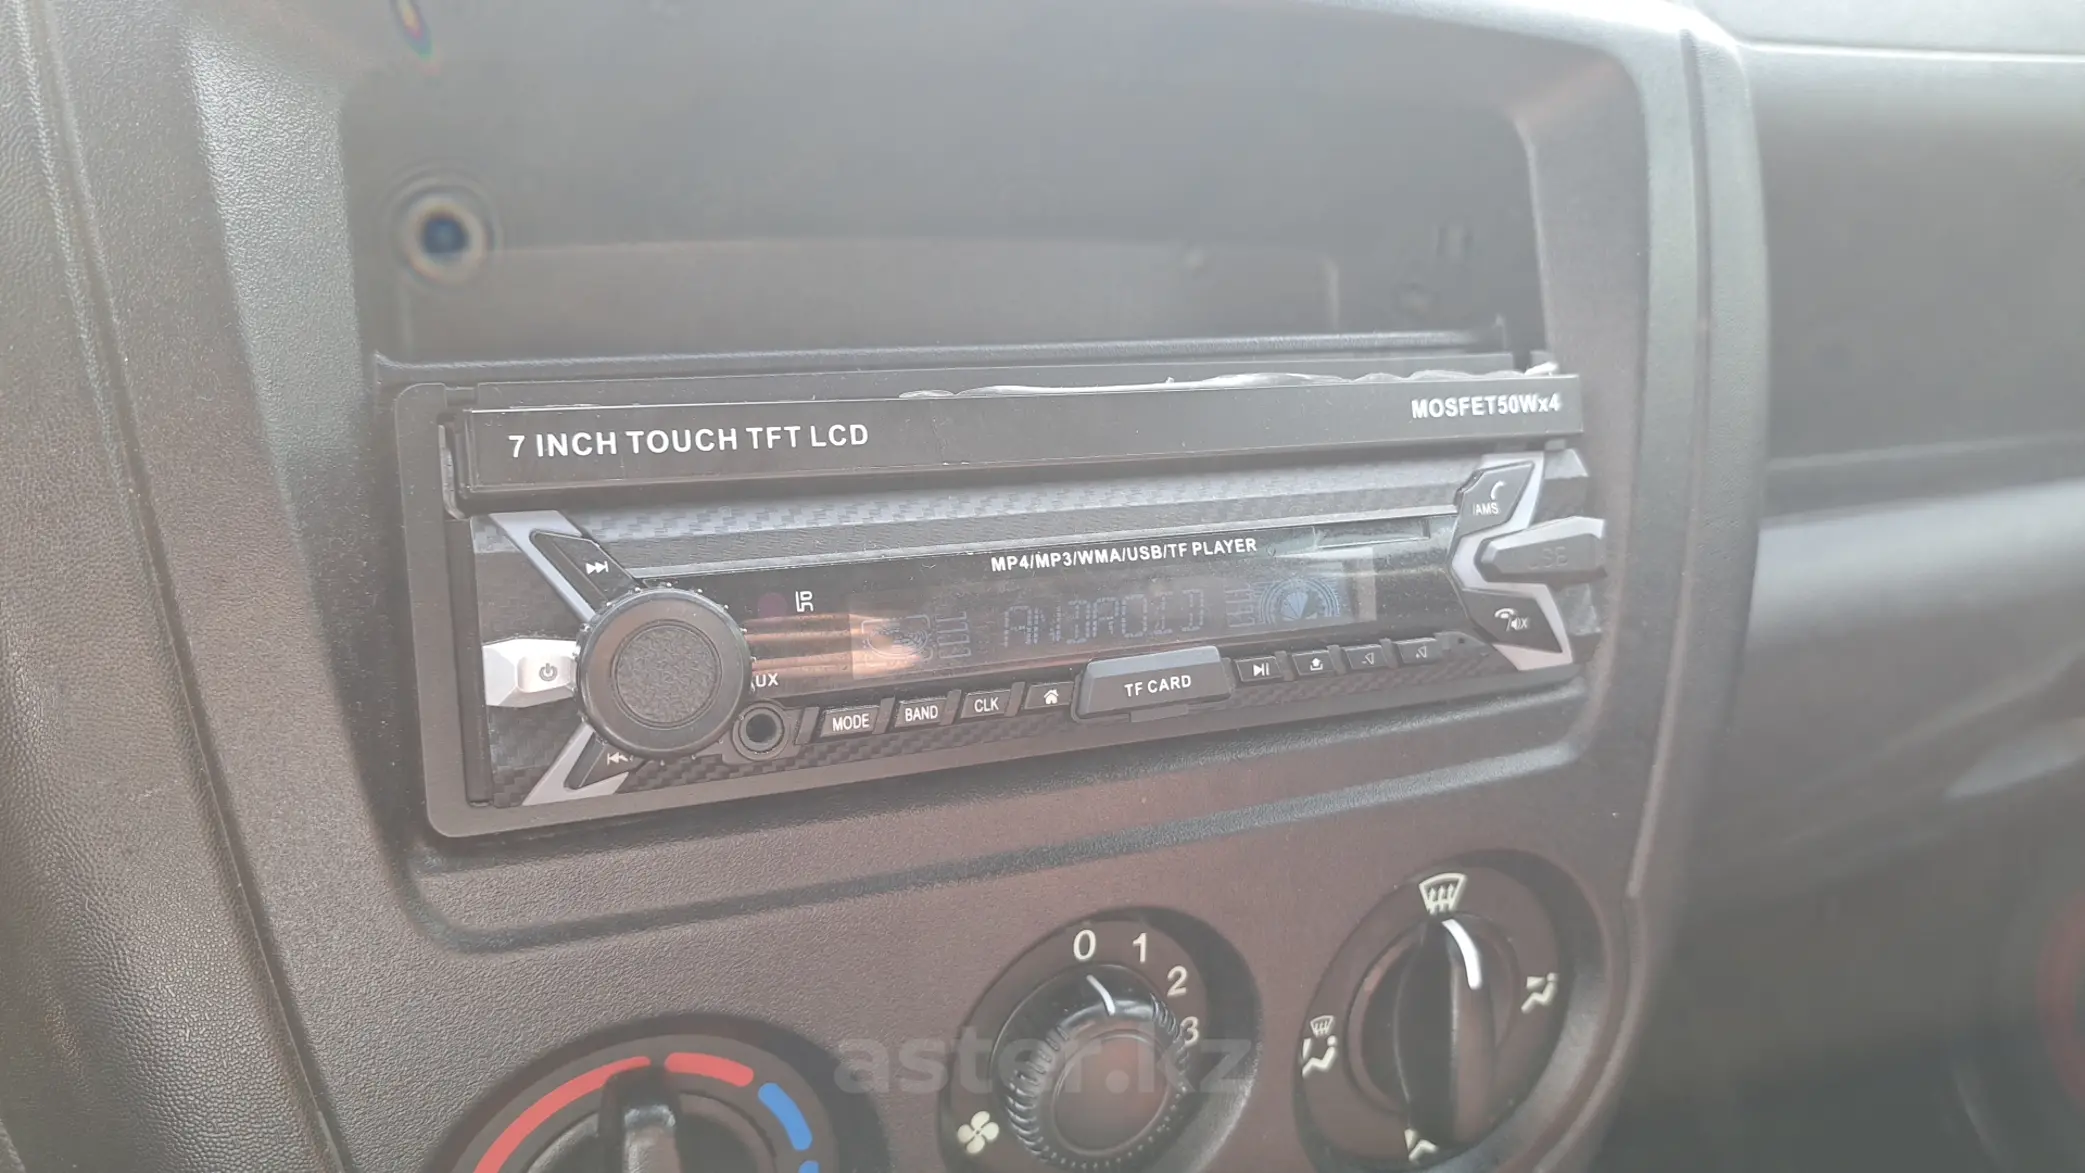 7 INCH TOUCH TFT LCD
MOSFET50Wx4
AMS
MP4/MP3/WMA/USB/TF PLAYER
ANDROID
MODE
BAND
CLK
TF CARD
0
1
2
3
aster.kz